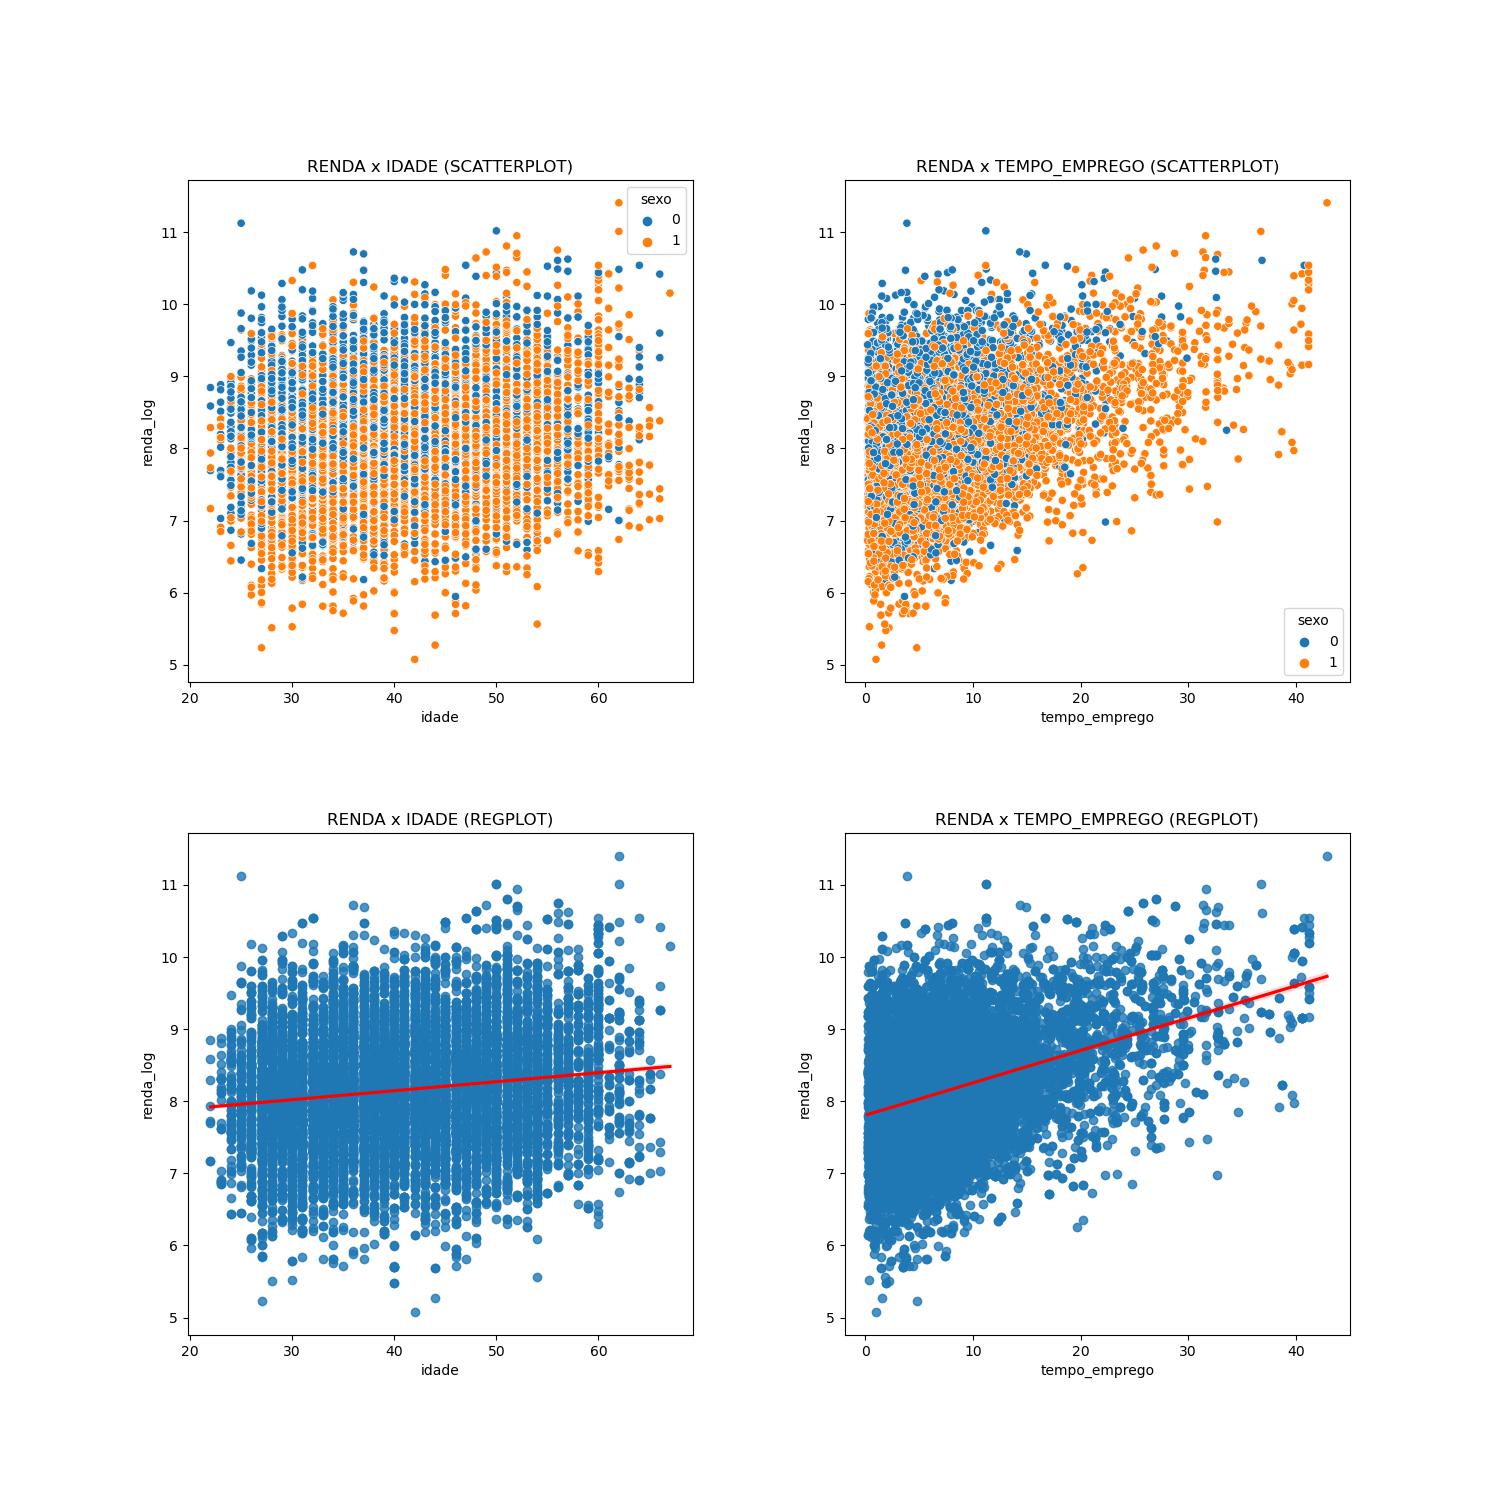 RENDA x IDADE (SCATTERPLOT)
sexo
0
1
11
10
9
8
7
6
5
renda_log
20 30 40 50 60
idade
RENDA x TEMPO_EMPREGO (SCATTERPLOT)
11
10
9
8
7
6
5
renda_log
sexo
0
1
0 10 20 30 40
tempo_emprego
RENDA x IDADE (REGPLOT)
11
10
9
8
7
6
5
renda_log
20 30 40 50 60
idade
RENDA x TEMPO_EMPREGO (REGPLOT)
11
10
9
8
7
6
5
renda_log
0 10 20 30 40
tempo_emprego